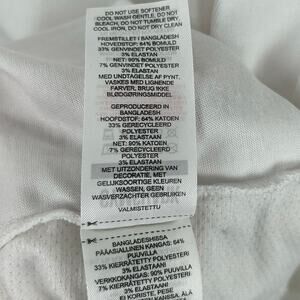 DO NOT USE SOFTENER
COOL WASH GENTLE, DO NOT
BLEACH, DO NOT TUMBLE DRY
COOL IRON, DO NOT DRY CLEAN
FREMSTILLET I BANGLADESH
HOVEDSTOF: 64% BOMULD
33% GENVUNDET POLYESTER
3% ELASTAN
NET: 90% BOMULD
7% GENVINDET POLYESTER
3% ELASTAN
MED UNDTAGELSE AF PYNT.
VASKES MED LIGNENDE
FARVER, BRUG IKKE
BLØDGØRINGSMIDDEL
GEPRODUCEERD IN
BANGLADESH
HOOFDSTOF: 64% KATOEN
33% GERECYCLEERD
POLYESTER
3% ELASTAAN
NET: 90% KATOEN
7% GERECYCLEERD POLYESTER
3% ELASTAAN
MET UITZONDERING VAN
DECORATIE, MET
GELIJKSOORTIGE KLEUREN
WASSEN, GEEN
WASVERZACHTER GEBRUIKEN
VALMISTETTU
BANGLADESHISSA
PÄÄASIALLINEN KANGAS: 64%
PUUVILLA
33% KIERRÄTETTY POLYESTERI
3% ELASTAANI
VERKKOKANGAS: 90% PUUVILLA
7% KIERRÄTETTY POLYESTERI
3% ELASTAANI
EI KORISTE, PESE